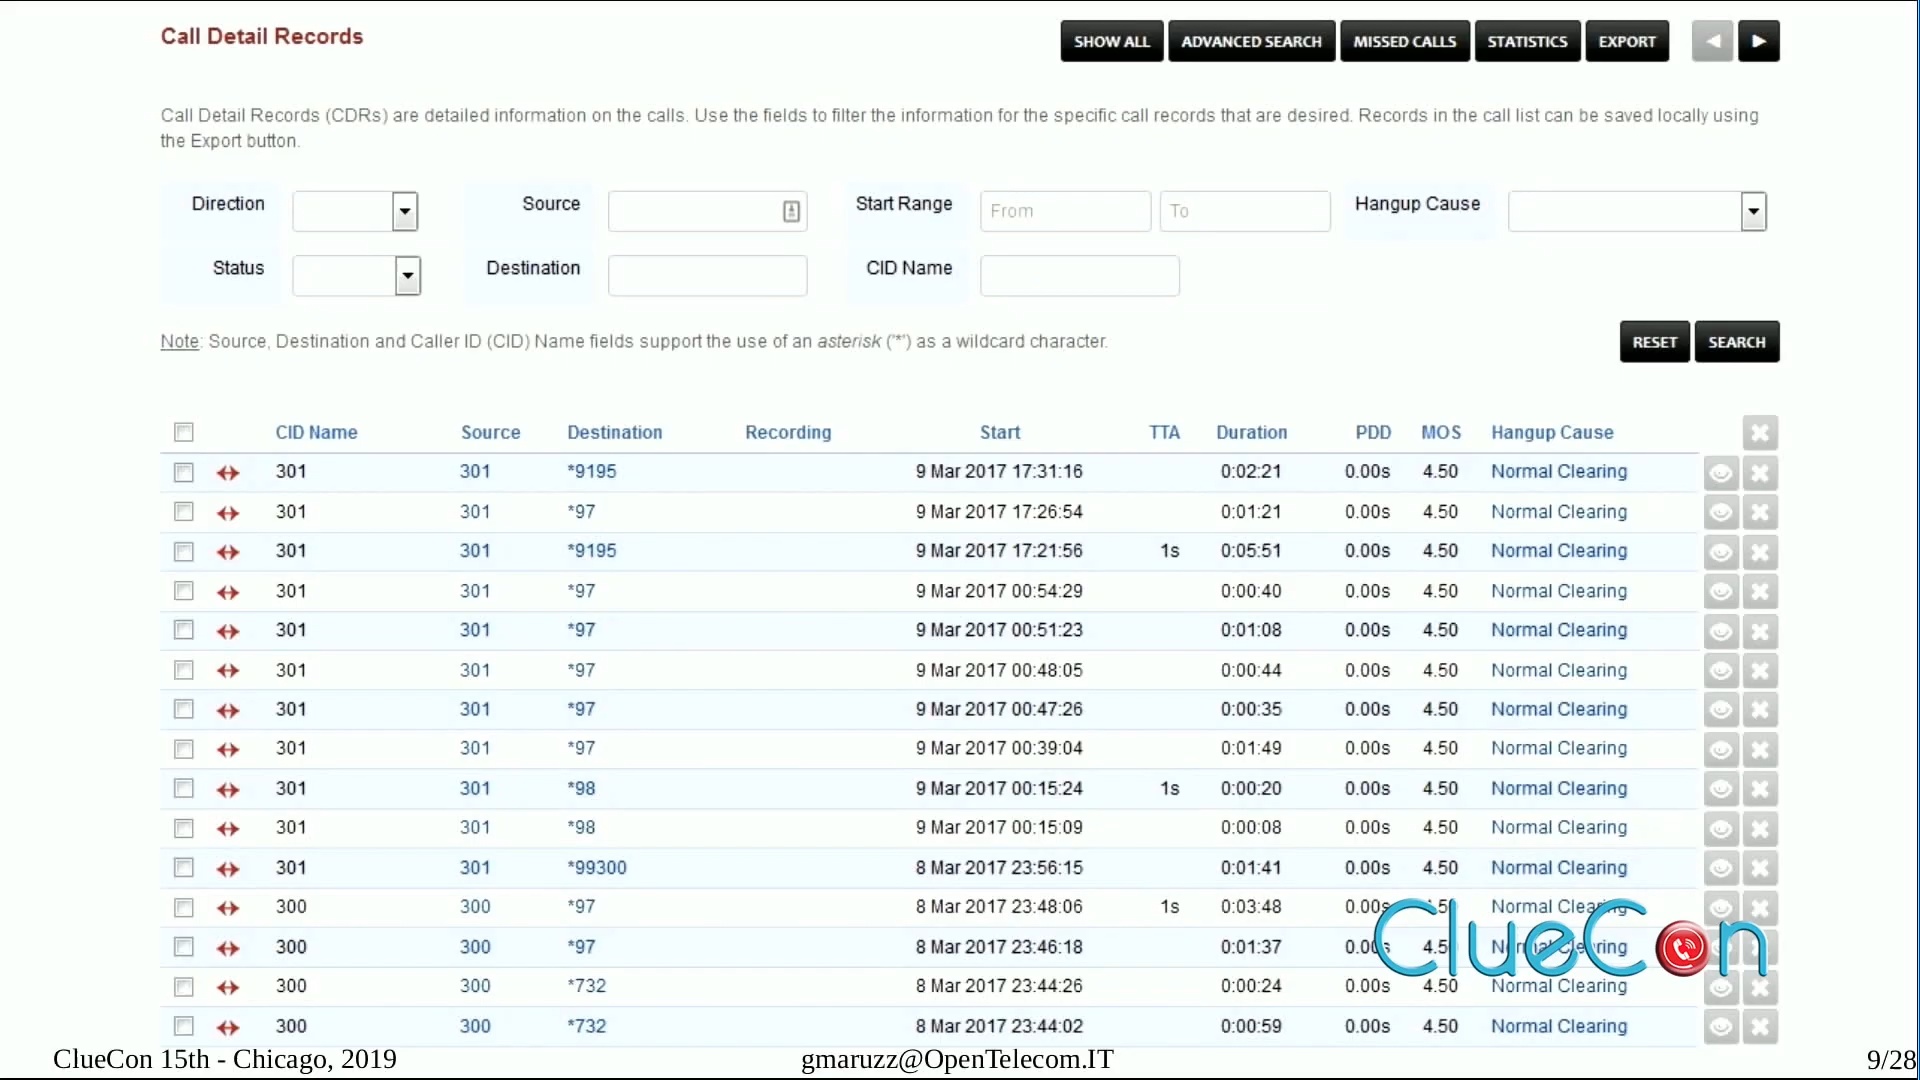 Call Detail Records
SHOW ALL ADVANCED SEARCH MISSED CALLS STATISTICS EXPORT
Call Detail Records (CDRs) are detailed information on the calls. Use the fields to filter the information for the specific call records that are desired. Records in the call list can be saved locally using
the Export button.
Direction Source Start Range From To Hangup Cause
Status Destination CID Name
Note: Source, Destination and Caller ID (CID) Name fields support the use of an asterisk ('*') as a wildcard character.
RESET SEARCH
CID Name Source Destination Recording Start TTA Duration PDD MOS Hangup Cause
301 301 *9195 9 Mar 2017 17:31:16 0:02:21 0.00s 4.50 Normal Clearing
301 301 *97 9 Mar 2017 17:26:54 0:01:21 0.00s 4.50 Normal Clearing
301 301 *9195 9 Mar 2017 17:21:56 1s 0:05:51 0.00s 4.50 Normal Clearing
301 301 *97 9 Mar 2017 00:54:29 0:00:40 0.00s 4.50 Normal Clearing
301 301 *97 9 Mar 2017 00:51:23 0:01:08 0.00s 4.50 Normal Clearing
301 301 *97 9 Mar 2017 00:48:05 0:00:44 0.00s 4.50 Normal Clearing
301 301 *97 9 Mar 2017 00:47:26 0:00:35 0.00s 4.50 Normal Clearing
301 301 *97 9 Mar 2017 00:39:04 0:01:49 0.00s 4.50 Normal Clearing
301 301 *98 9 Mar 2017 00:15:24 1s 0:00:20 0.00s 4.50 Normal Clearing
301 301 *98 9 Mar 2017 00:15:09 0:00:08 0.00s 4.50 Normal Clearing
301 301 *99300 8 Mar 2017 23:56:15 0:01:41 0.00s 4.50 Normal Clearing
300 300 *97 8 Mar 2017 23:48:06 1s 0:03:48 0.00s 4.50 Normal Clearing
300 300 *97 8 Mar 2017 23:46:18 0:01:37 0.00s 4.50 Normal Clearing
300 300 *732 8 Mar 2017 23:44:26 0:00:24 0.00s 4.50 Normal Clearing
300 300 *732 8 Mar 2017 23:44:02 0:00:59 0.00s 4.50 Normal Clearing
ClueCon
ClueCon 15th - Chicago, 2019 gmaruzz@OpenTelecom.IT 9/28